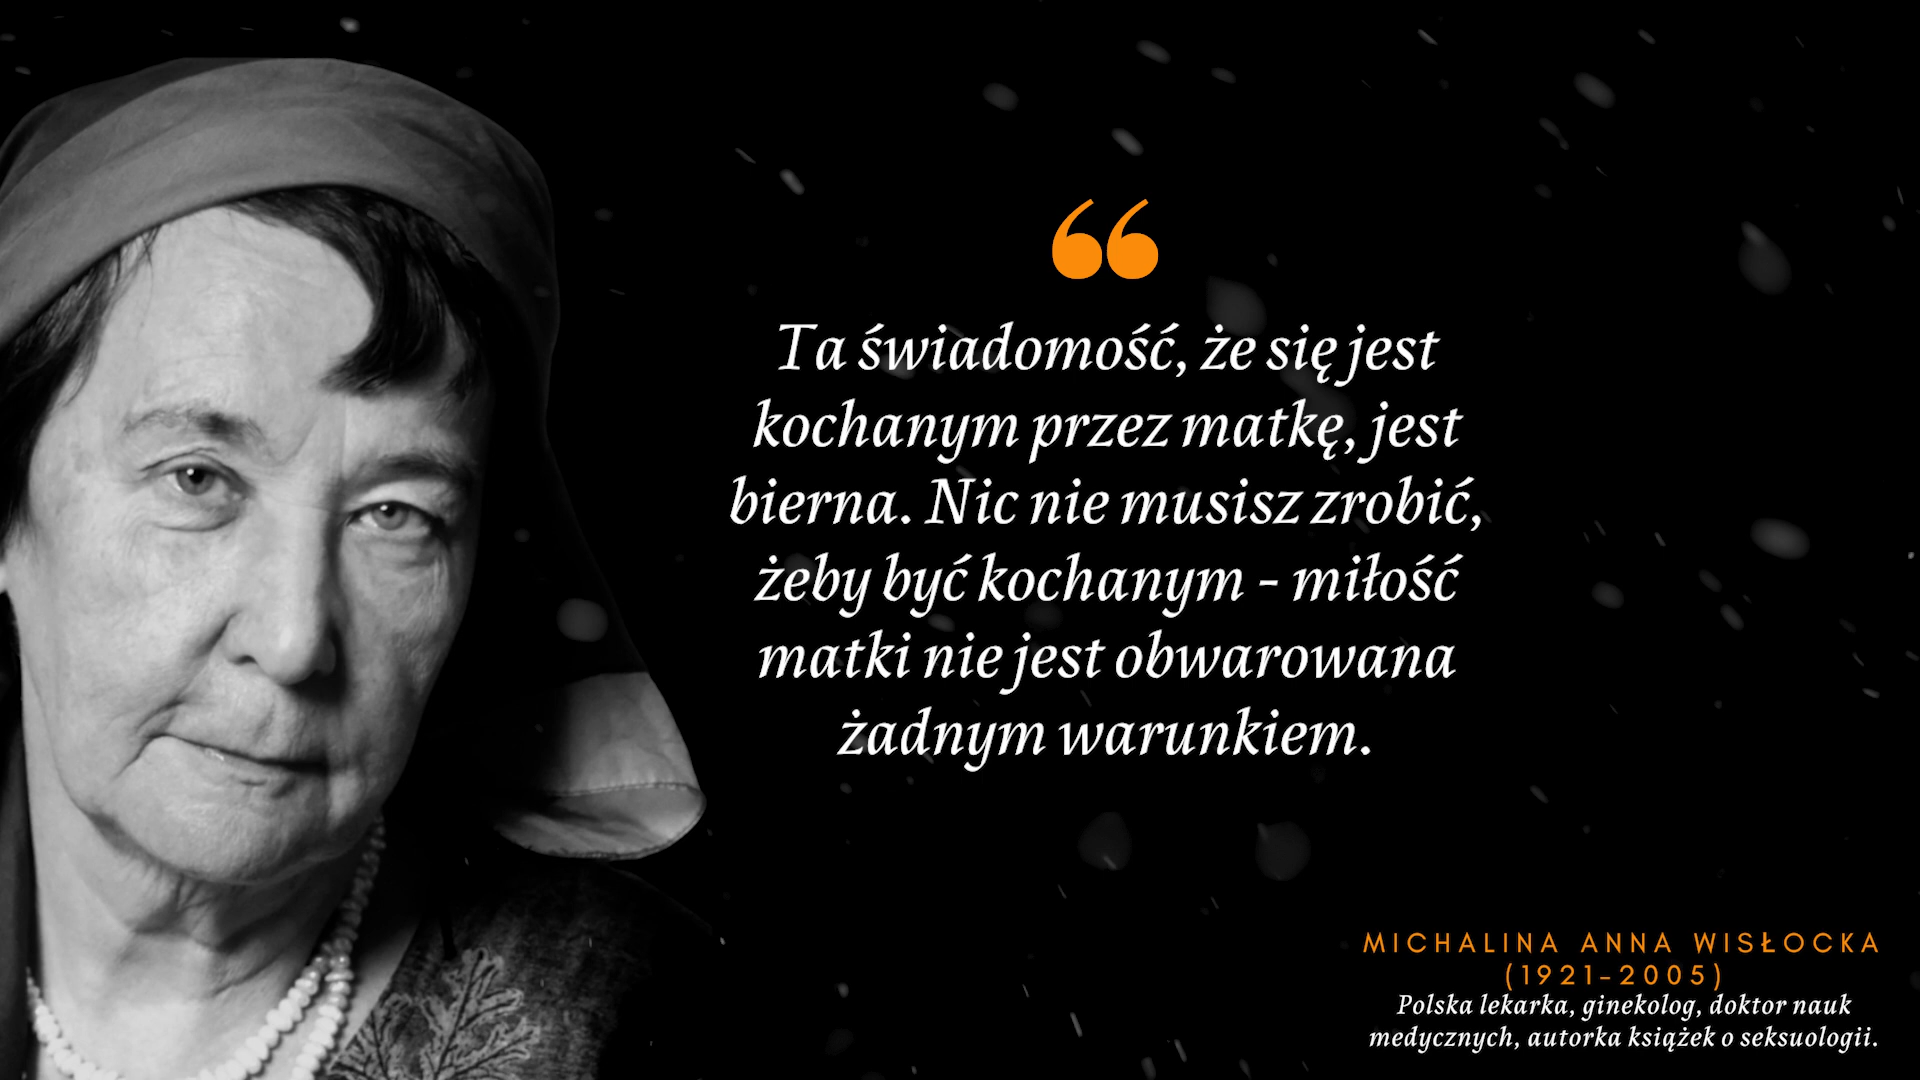 “
Ta świadomość, że się jest
kochanym przez matkę, jest
bierna. Nic nie musisz zrobić,
żeby być kochanym - miłość
matki nie jest obwarowana
żadnym warunkiem.
MICHALINA ANNA WISŁOCKA
(1921-2005)
Polska lekarka, ginekolog, doktor nauk
medycznych, autorka książek o seksuologii.